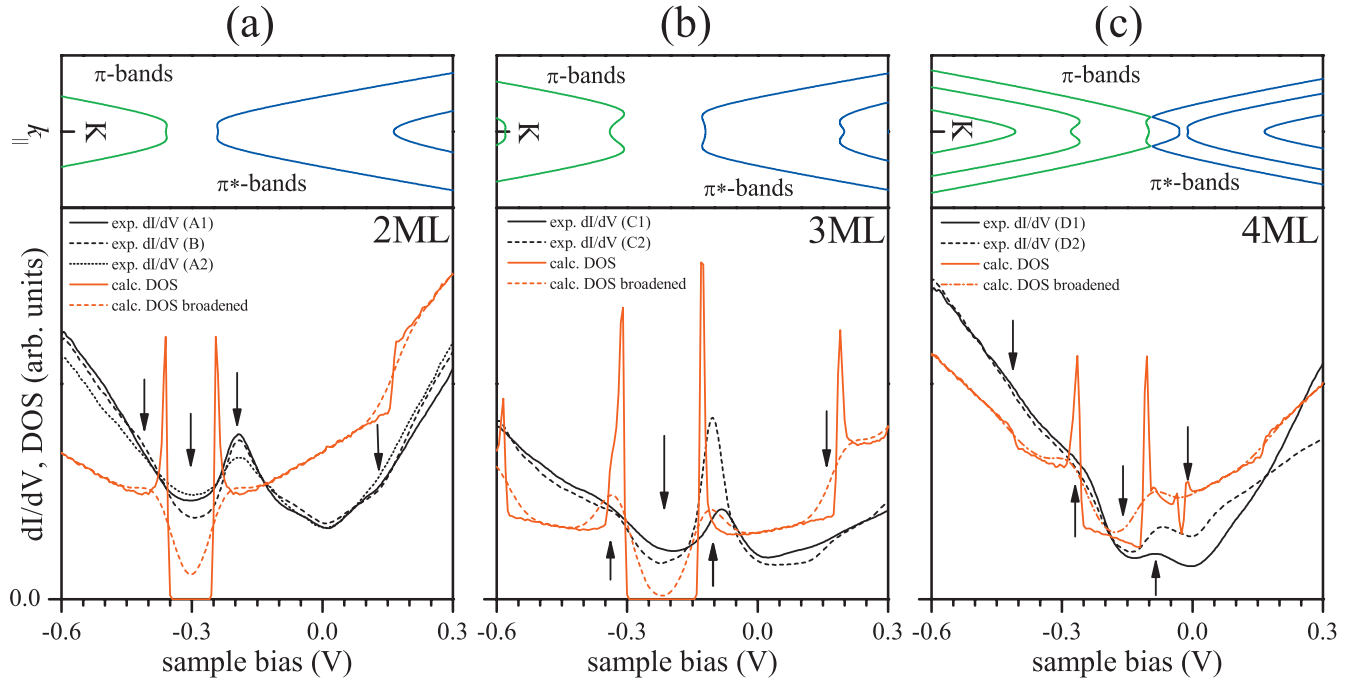 (a)
(b)
(c)
k||
π-bands
K
π*-bands
π-bands
K
π*-bands
π-bands
K
π*-bands
dI/dV, DOS (arb. units)
0.0
exp. dI/dV (A1)
exp. dI/dV (B)
exp. dI/dV (A2)
calc. DOS
calc. DOS broadened
2ML
exp. dI/dV (C1)
exp. dI/dV (C2)
calc. DOS
calc. DOS broadened
3ML
exp. dI/dV (D1)
exp. dI/dV (D2)
calc. DOS
calc. DOS broadened
4ML
-0.6 -0.3 0.0 0.3
sample bias (V)
-0.6 -0.3 0.0 0.3
sample bias (V)
-0.6 -0.3 0.0 0.3
sample bias (V)